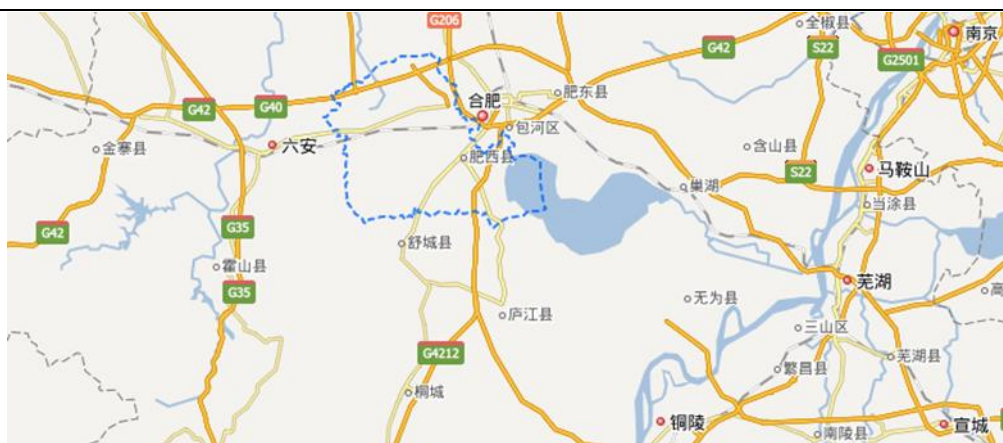 G206
全椒县
南京
G42
S22
G2501
合肥
肥东县
G42
G40
包河区
金寨县
六安
肥西县
含山县
S22
马鞍山
巢湖
当涂县
G42
G35
舒城县
霍山县
G35
芜湖
无为县
高
庐江县
三山区
G4212
芜湖县
繁昌县
桐城
铜陵
南陵县
宣城